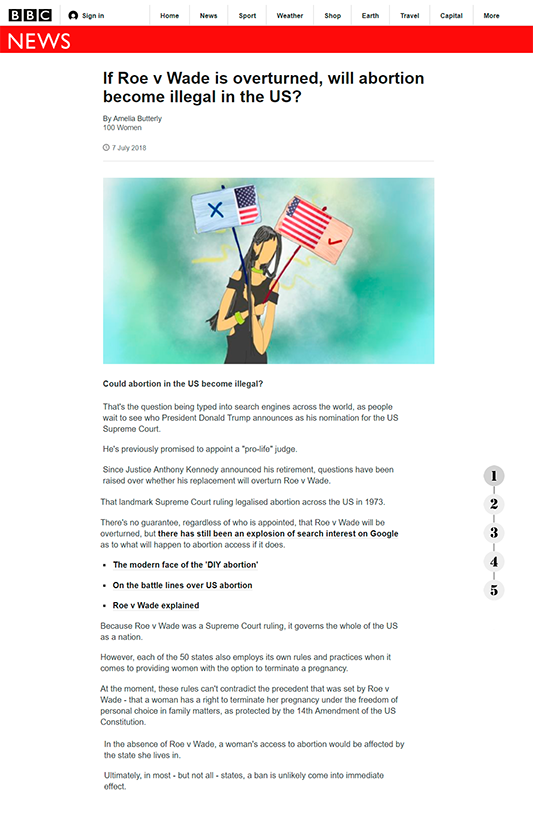 BBC Sign in Home News Sport Weather Shop Earth Travel Capital More
NEWS
If Roe v Wade is overturned, will abortion
become illegal in the US?
By Amelia Butterly
100 Women
7 July 2018
Could abortion in the US become illegal?
That's the question being typed into search engines across the world, as people
wait to see who President Donald Trump announces as his nomination for the US
Supreme Court.
He's previously promised to appoint a "pro-life" judge.
Since Justice Anthony Kennedy announced his retirement, questions have been
raised over whether his replacement will overturn Roe v Wade.
That landmark Supreme Court ruling legalised abortion across the US in 1973.
There's no guarantee, regardless of who is appointed, that Roe v Wade will be
overturned, but there has still been an explosion of search interest on Google
as to what will happen to abortion access if it does.
• The modern face of the 'DIY abortion'
• On the battle lines over US abortion
• Roe v Wade explained
Because Roe v Wade was a Supreme Court ruling, it governs the whole of the US
as a nation.
However, each of the 50 states also employs its own rules and practices when it
comes to providing women with the option to terminate a pregnancy.
At the moment, these rules can't contradict the precedent that was set by Roe v
Wade - that a woman has a right to terminate her pregnancy under the freedom of
personal choice in family matters, as protected by the 14th Amendment of the US
Constitution.
In the absence of Roe v Wade, a woman's access to abortion would be affected by
the state she lives in.
Ultimately, in most - but not all - states, a ban is unlikely come into immediate
effect.
1
2
3
4
5